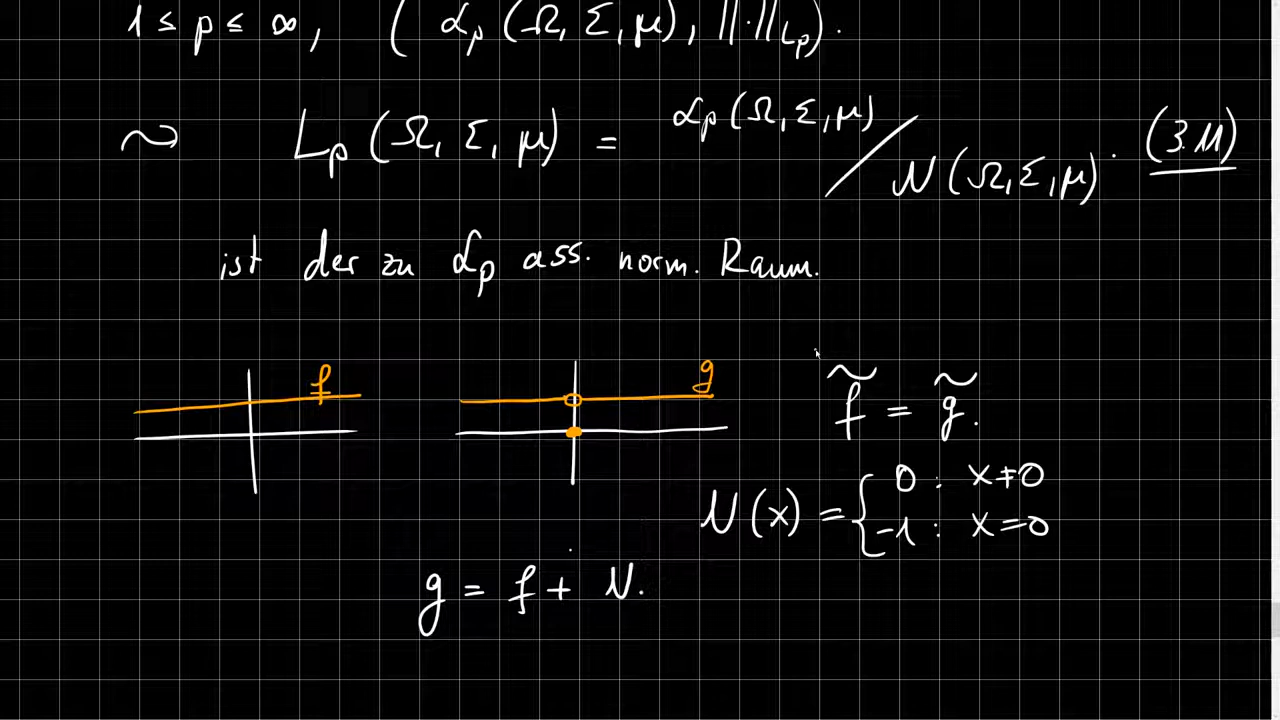 1 ≤ p ≤ ∞, ( ℒp (Ω, Σ, μ), ||·||Lp).
⤳ Lp (Ω, Σ, μ) = ℒp (Ω, Σ, μ) / N (Ω, Σ, μ). (3.11)
ist der zu ℒp ass. norm. Raum.
f g f̃ = g̃.
N(x) = { 0 : x≠0
-1 : x=0
g = f + N.